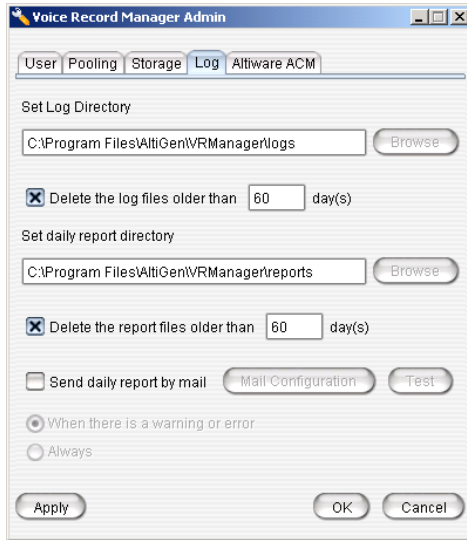 Voice Record Manager Admin
User Pooling Storage Log Altiware ACM
Set Log Directory
C:\Program Files\AltiGen\VRManager\logs Browse
Delete the log files older than 60 day(s)
Set daily report directory
C:\Program Files\AltiGen\VRManager\reports Browse
Delete the report files older than 60 day(s)
Send daily report by mail Mail Configuration Test
When there is a warning or error
Always
Apply OK Cancel